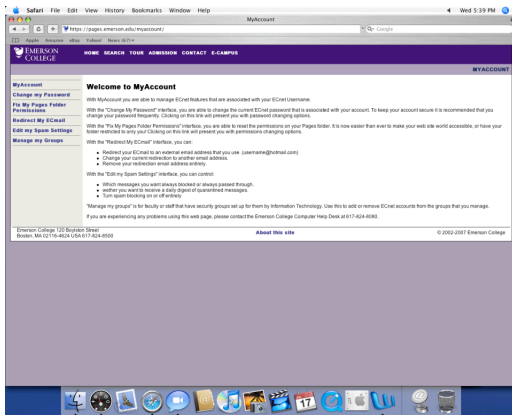 Safari File Edit View History Bookmarks Window Help Wed 5:39 PM
MyAccount
https://pages.emerson.edu/myaccount/ Google
Apple Amazon eBay Yahoo! News (67)
EMERSON COLLEGE
HOME SEARCH TOUR ADMISSION CONTACT E-CAMPUS
MYACCOUNT
MyAccount
Change my Password
Fix My Pages Folder
Permissions
Redirect My ECmail
Edit my Spam Settings
Manage my Groups
Welcome to MyAccount
With MyAccount you are able to manage ECnet features that are associated with your ECnet Username.
With the "Change My Password" interface, you are able to change the current ECnet password that is associated with your account. To keep your account secure it is recommended that you
change your password frequently. Clicking on this link will present you with password changing options.
With the "Fix My Pages Folder Permissions" interface, you are able to reset the permissions on your Pages folder. It is now easier than ever to make your web site world accessible, or have your
folder restricted to any your Clicking on this link will present you with permissions changing options.
With the "Redirect My ECmail" interface, you can:
Redirect your ECmail to an external email address that you use. (username@hotmail.com)
Change your current redirection to another email address.
Remove your redirection email address entirely.
With the "Edit my Spam Settings" interface, you can control:
Which messages you want always blocked or always passed through.
wether you want to receive a daily digest of quarantined messages.
Turn spam blocking on or off entirely
"Manage my groups" is for faculty or staff that have security groups set up for them by Information Technology. Use this to add or remove ECnet accounts from the groups that you manage.
If you are experiencing any problems using this web page, please contact the Emerson College Computer Help Desk at 617-824-8080.
Emerson College 120 Boylston Street
Boston, MA 02116-4624 USA 617-824-8500
About this site
© 2002-2007 Emerson College
17